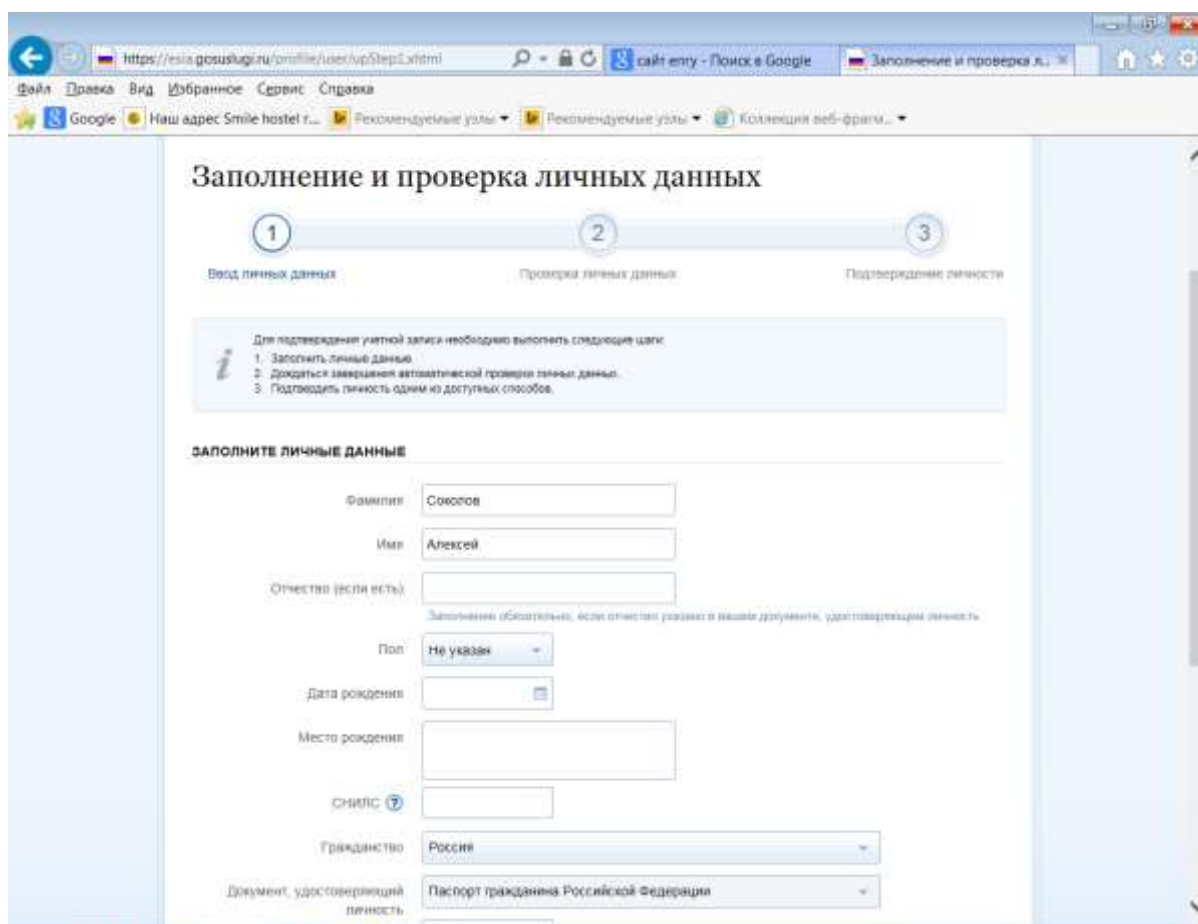 https://esia.gosuslugi.ru/profile/user/upStep1.xhtml
сайт епгу - Поиск в Google
Заполнение и проверка л...
Файл Правка Вид Избранное Сервис Справка
Google Наш адрес Smile hostel r... Рекомендуемые узлы Рекомендуемые узлы Коллекция веб-фрагм...
Заполнение и проверка личных данных
1 2 3
Ввод личных данных Проверка личных данных Подтверждение личности
Для подтверждения учетной записи необходимо выполнить следующие шаги:
1. Заполнить личные данные.
2. Дождаться завершения автоматической проверки личных данных.
3. Подтвердить личность одним из доступных способов.
ЗАПОЛНИТЕ ЛИЧНЫЕ ДАННЫЕ
Фамилия Соколов
Имя Алексей
Отчество (если есть)
Заполнение обязательно, если отчество указано в вашем документе, удостоверяющем личность
Пол Не указан
Дата рождения
Место рождения
СНИЛС ?
Гражданство Россия
Документ, удостоверяющий Паспорт гражданина Российской Федерации
личность